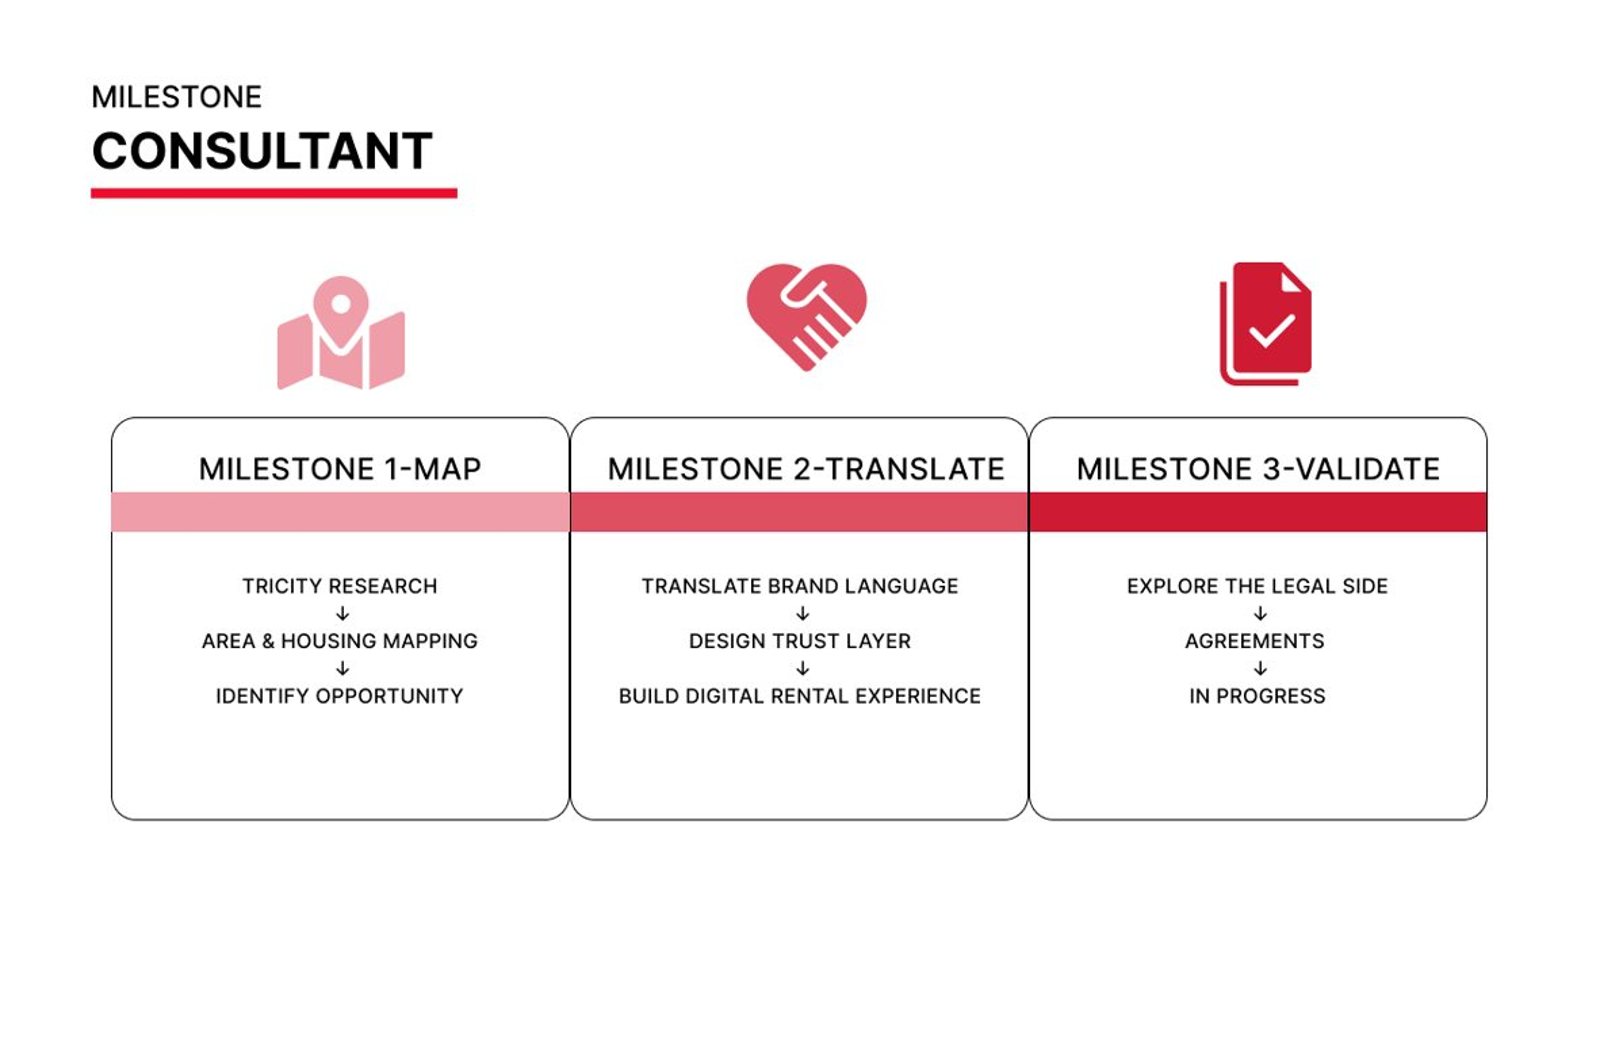 MILESTONE
CONSULTANT
MILESTONE 1-MAP
TRICITY RESEARCH
↓
AREA & HOUSING MAPPING
↓
IDENTIFY OPPORTUNITY
MILESTONE 2-TRANSLATE
TRANSLATE BRAND LANGUAGE
↓
DESIGN TRUST LAYER
↓
BUILD DIGITAL RENTAL EXPERIENCE
MILESTONE 3-VALIDATE
EXPLORE THE LEGAL SIDE
↓
AGREEMENTS
↓
IN PROGRESS